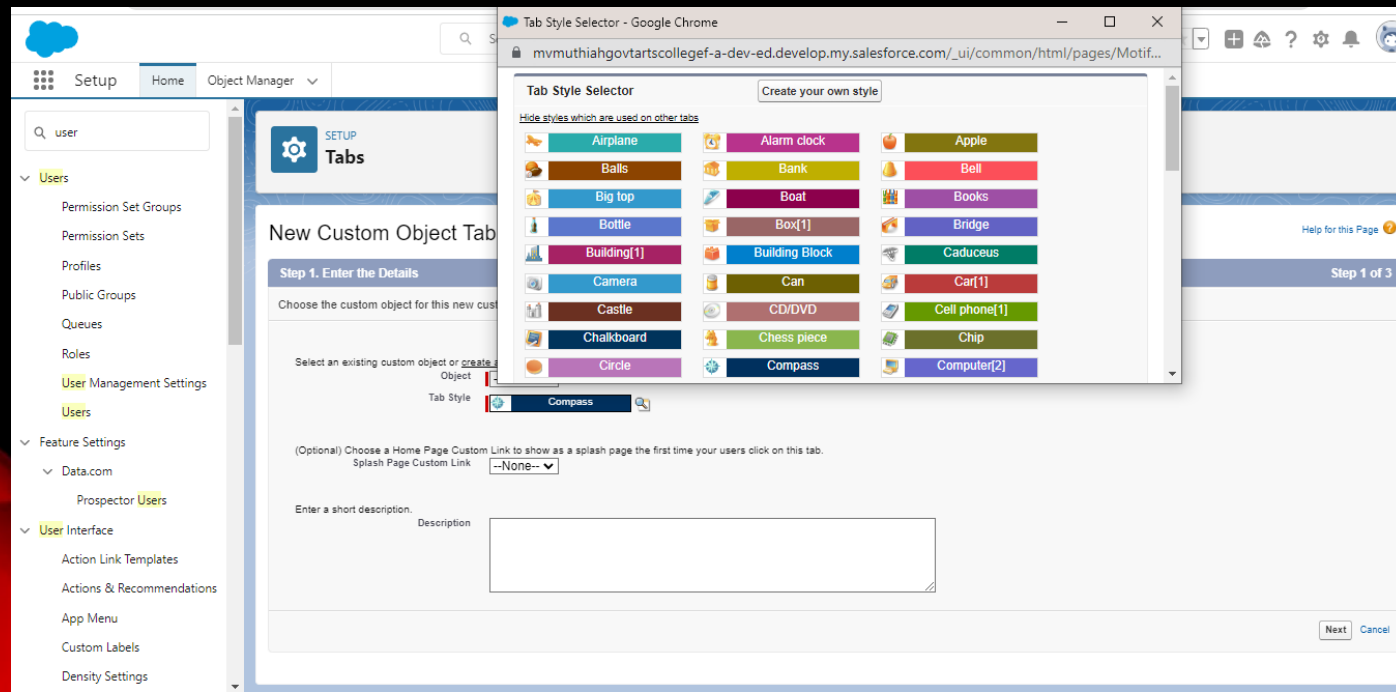 Tab Style Selector - Google Chrome
mvmuthiahgovtartscollegef-a-dev-ed.develop.my.salesforce.com/_ui/common/html/pages/Motif...
Setup
Home
Object Manager
user
Users
Permission Set Groups
Permission Sets
Profiles
Public Groups
Queues
Roles
User Management Settings
Users
Feature Settings
Data.com
Prospector Users
User Interface
Action Link Templates
Actions & Recommendations
App Menu
Custom Labels
Density Settings
SETUP
Tabs
Tab Style Selector
Create your own style
Hide styles which are used on other tabs
Airplane Alarm clock Apple
Balls Bank Bell
Big top Boat Books
Bottle Box[1] Bridge
Building[1] Building Block Caduceus
Camera Can Car[1]
Castle CD/DVD Cell phone[1]
Chalkboard Chess piece Chip
Circle Compass Computer[2]
New Custom Object Tab
Help for this Page
Step 1. Enter the Details
Step 1 of 3
Choose the custom object for this new
Select an existing custom object or create
Object
Tab Style Compass
(Optional) Choose a Home Page Custom Link to show as a splash page the first time your users click on this tab.
Splash Page Custom Link --None--
Enter a short description.
Description
Next Cancel